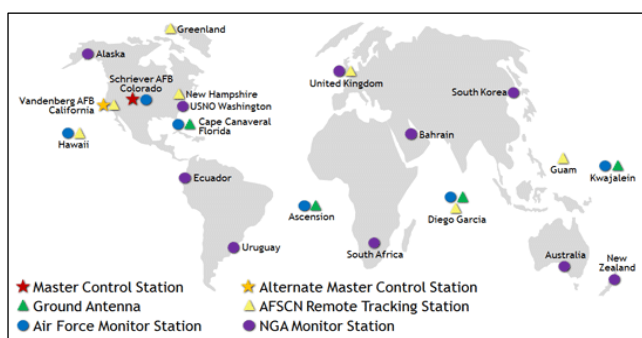 Greenland
Alaska
Schriever AFB
Colorado
Vandenberg AFB
California
New Hampshire
USNO Washington
Cape Canaveral
Florida
Hawaii
United Kingdom
South Korea
Bahrain
Guam
Kwajalein
Ecuador
Ascension
Diego Garcia
Uruguay
South Africa
Australia
New
Zealand
Master Control Station
Ground Antenna
Air Force Monitor Station
Alternate Master Control Station
AFSCN Remote Tracking Station
NGA Monitor Station